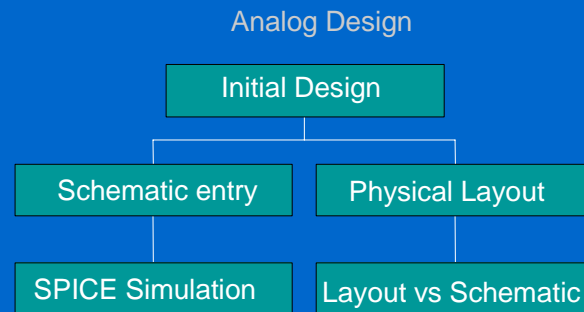 Analog Design
Initial Design
Schematic entry
Physical Layout
SPICE Simulation
Layout vs Schematic